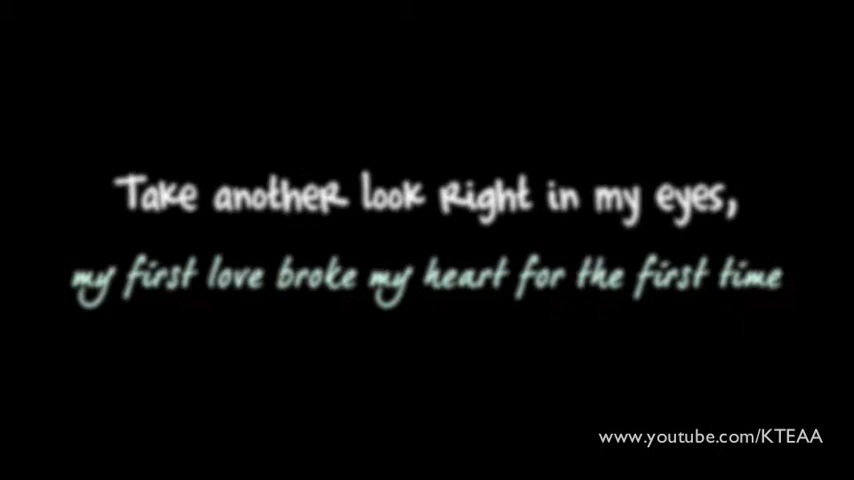 Take another look right in my eyes,
my first love broke my heart for the first time
www.youtube.com/KTEAA